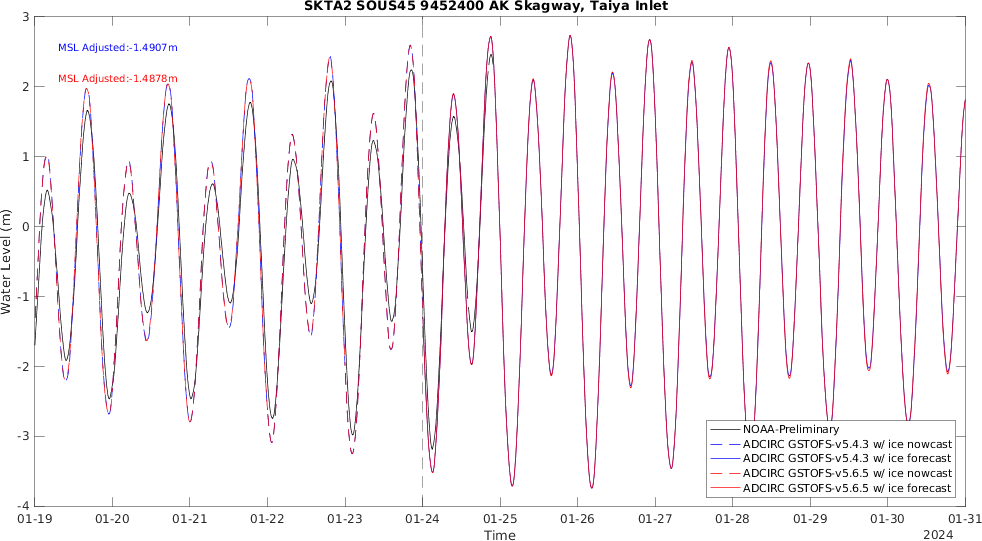 SKTA2 SOUS45 9452400 AK Skagway, Taiya Inlet
MSL Adjusted:-1.4907m
MSL Adjusted:-1.4878m
3
2
1
0
-1
-2
-3
-4
Water Level (m)
NOAA-Preliminary
ADCIRC GSTOFS-v5.4.3 w/ ice nowcast
ADCIRC GSTOFS-v5.4.3 w/ ice forecast
ADCIRC GSTOFS-v5.6.5 w/ ice nowcast
ADCIRC GSTOFS-v5.6.5 w/ ice forecast
01-19 01-20 01-21 01-22 01-23 01-24 01-25 01-26 01-27 01-28 01-29 01-30 01-31
Time
2024